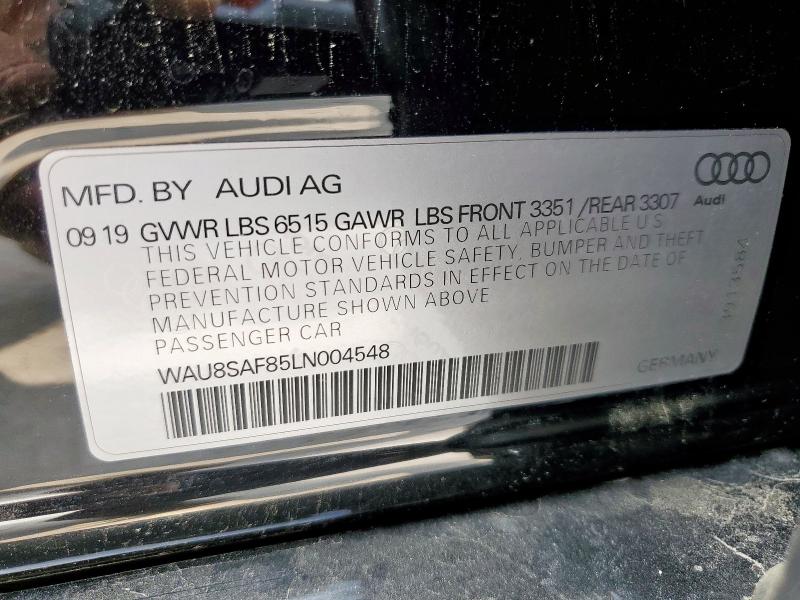 MFD. BY AUDI AG
Audi
09 19 GVWR LBS 6515 GAWR LBS FRONT 3351 /REAR 3307
THIS VEHICLE CONFORMS TO ALL APPLICABLE U S
FEDERAL MOTOR VEHICLE SAFETY, BUMPER AND THEFT
PREVENTION STANDARDS IN EFFECT ON THE DATE OF
MANUFACTURE SHOWN ABOVE
PASSENGER CAR
WAU8SAF85LN004548
GERMANY